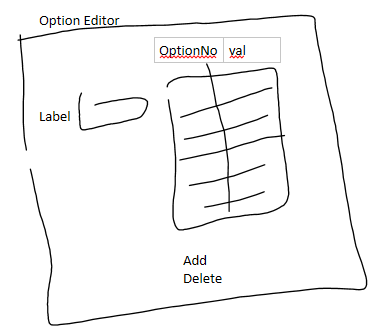 Option Editor
OptionNo val
Label
Add
Delete